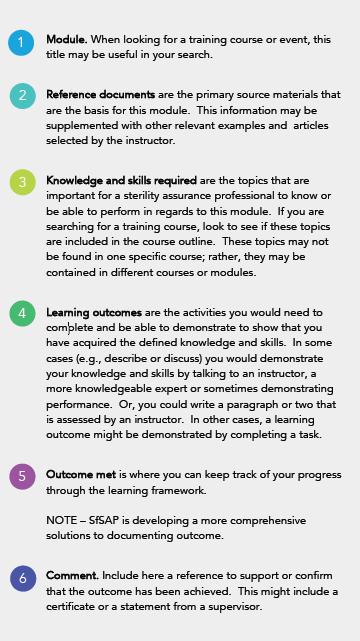 1 Module. When looking for a training course or event, this
title may be useful in your search.
2 Reference documents are the primary source materials that
are the basis for this module. This information may be
supplemented with other relevant examples and articles
selected by the instructor.
3 Knowledge and skills required are the topics that are
important for a sterility assurance professional to know or
be able to perform in regards to this module. If you are
searching for a training course, look to see if these topics
are included in the course outline. These topics may not
be found in one specific course; rather, they may be
contained in different courses or modules.
4 Learning outcomes are the activities you would need to
complete and be able to demonstrate to show that you
have acquired the defined knowledge and skills. In some
cases (e.g., describe or discuss) you would demonstrate
your knowledge and skills by talking to an instructor, a
more knowledgeable expert or sometimes demonstrating
performance. Or, you could write a paragraph or two that
is assessed by an instructor. In other cases, a learning
outcome might be demonstrated by completing a task.
5 Outcome met is where you can keep track of your progress
through the learning framework.
NOTE – SfSAP is developing a more comprehensive
solutions to documenting outcome.
6 Comment. Include here a reference to support or confirm
that the outcome has been achieved. This might include a
certificate or a statement from a supervisor.